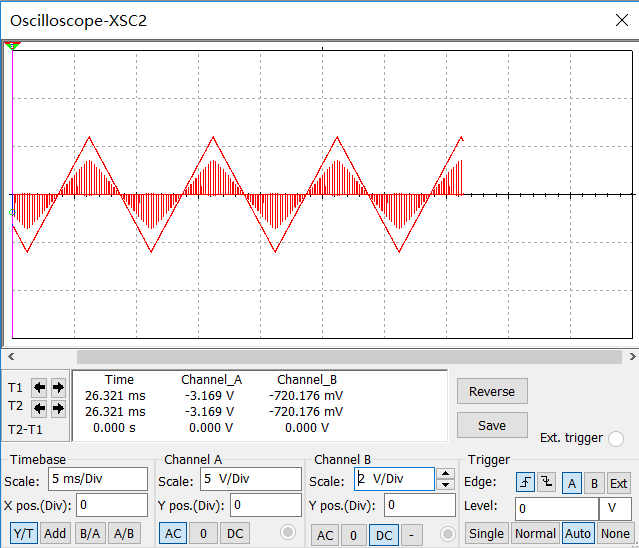 Oscilloscope-XSC2
Time Channel_A Channel_B
T1 26.321 ms -3.169 V -720.176 mV
T2 26.321 ms -3.169 V -720.176 mV
T2-T1 0.000 s 0.000 V 0.000 V
Reverse
Save
Ext. trigger
Timebase
Scale: 5 ms/Div
X pos.(Div): 0
Y/T Add B/A A/B
Channel A
Scale: 5 V/Div
Y pos.(Div): 0
AC 0 DC
Channel B
Scale: 2 V/Div
Y pos.(Div): 0
AC 0 DC -
Trigger
Edge: A B Ext
Level: 0 V
Single Normal Auto None